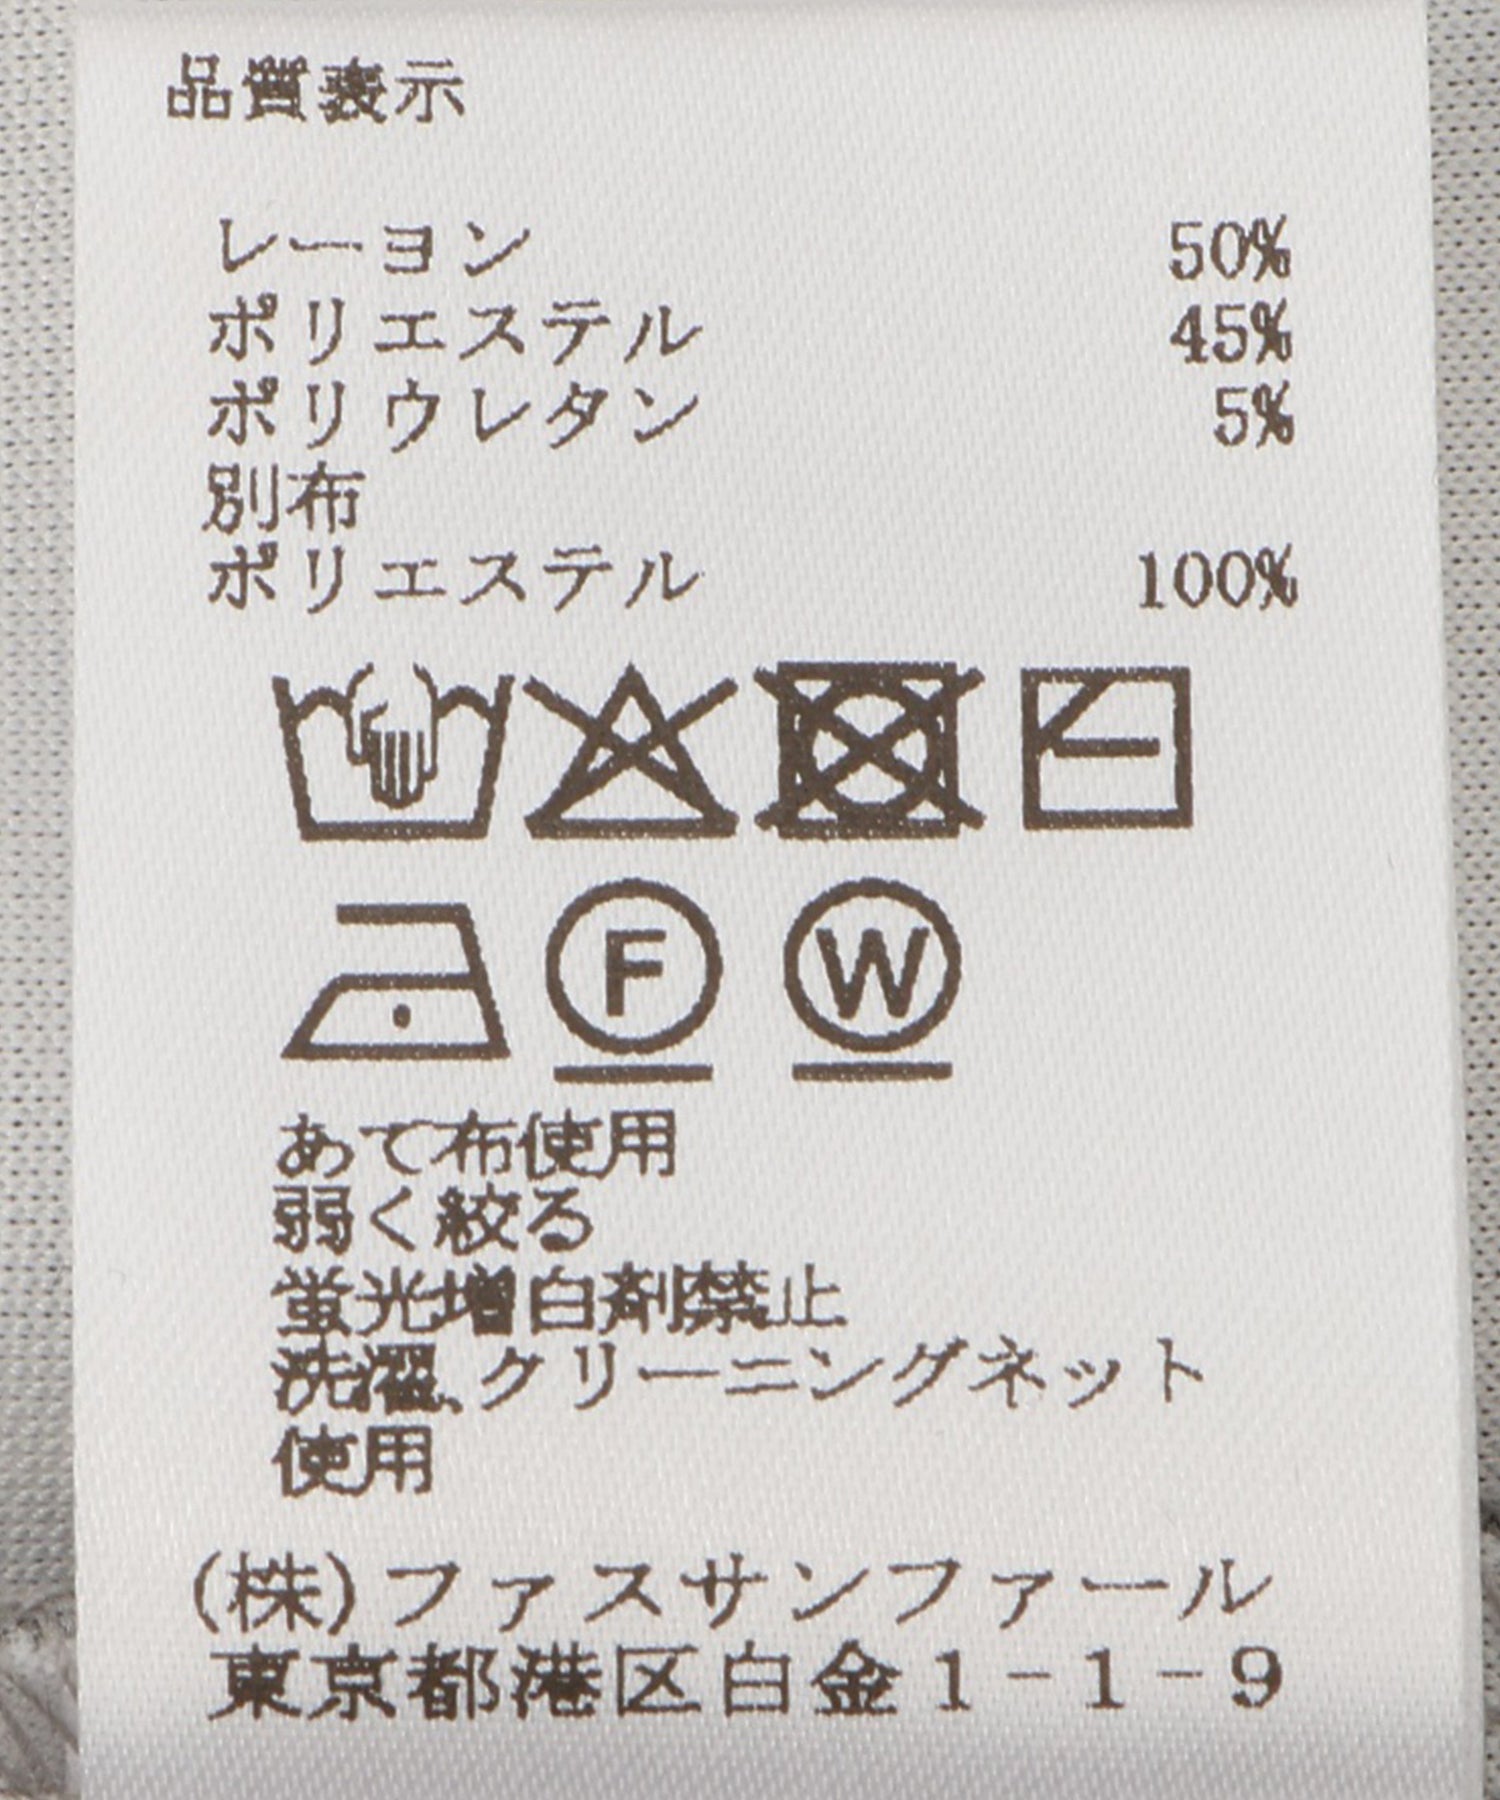 品質表示
レーヨン 50%
ポリエステル 45%
ポリウレタン 5%
別布
ポリエステル 100%
F W
あて布使用
弱く絞る
蛍光増白剤禁止
洗濯、クリーニングネット
使用
(株)ファスサンファール
東京都港区白金1-1-9